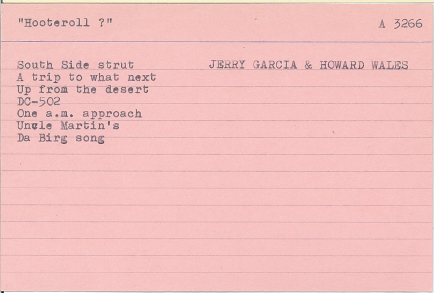 "Hooteroll ?" A 3266
South Side strut JERRY GARCIA & HOWARD WALES
A trip to what next
Up from the desert
DC-502
One a.m. approach
Uncle Martin's
Da Birg song